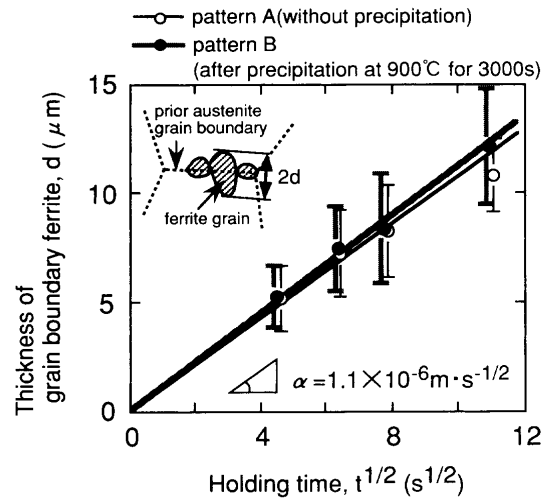 pattern A(without precipitation)
pattern B
(after precipitation at 900℃ for 3000s)
15
10
5
0
Thickness of
grain boundary ferrite, d ( μ m)
prior austenite
grain boundary
2d
ferrite grain
α =1.1×10⁻⁶m・s⁻¹/²
0 4 8 12
Holding time, t¹/² (s¹/²)